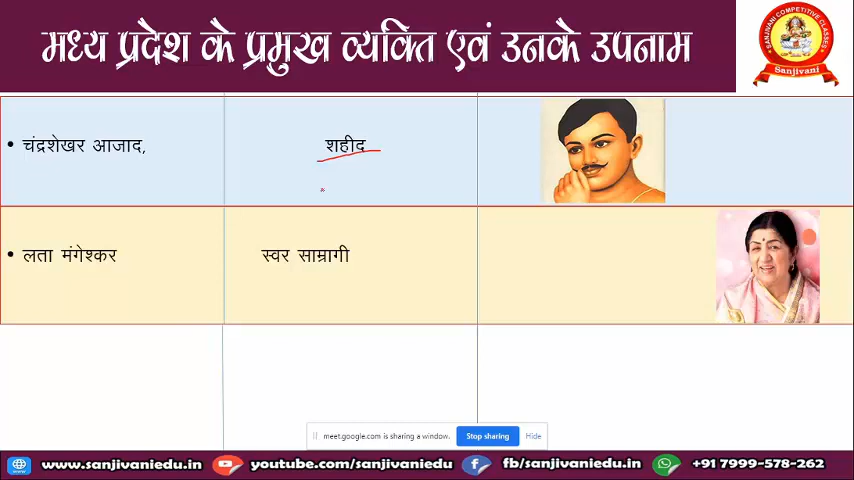 मध्य प्रदेश के प्रमुख व्यक्ति एवं उनके उपनाम
SANJIVANI COMPETITIVE CLASSES
Sanjivani
• चंद्रशेखर आजाद,
शहीद
• लता मंगेश्कर
स्वर साम्रागी
meet.google.com is sharing a window.
Stop sharing
Hide
www.sanjivaniedu.in
youtube.com/sanjivaniedu
fb/sanjivaniedu.in
+91 7999-578-262